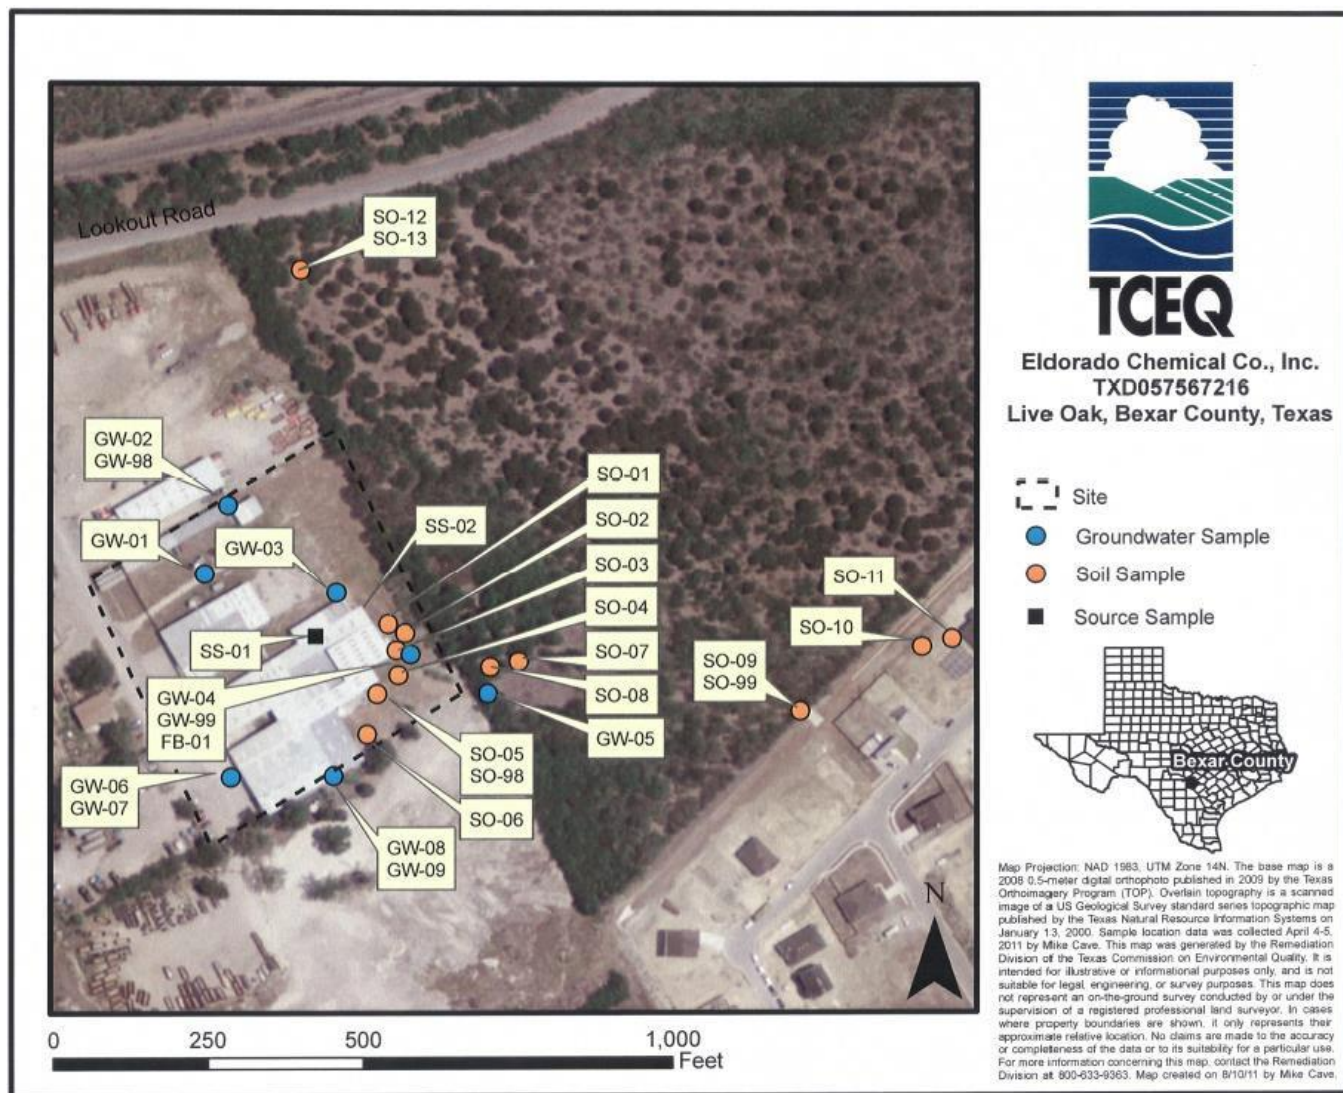 Lookout Road
SO-12
SO-13
GW-02
GW-98
GW-01
GW-03
SS-02
SO-01
SO-02
SO-03
SO-04
SO-07
SO-08
GW-05
SS-01
GW-04
GW-99
FB-01
GW-06
GW-07
SO-05
SO-98
SO-06
GW-08
GW-09
SO-11
SO-10
SO-09
SO-99
N
0 250 500 1,000
Feet
TCEQ
Eldorado Chemical Co., Inc.
TXD057567216
Live Oak, Bexar County, Texas
Site
Groundwater Sample
Soil Sample
Source Sample
Bexar County
Map Projection: NAD 1983, UTM Zone 14N. The base map is a
2008 0.5-meter digital orthophoto published in 2009 by the Texas
Orthoimagery Program (TOP). Overlain topography is a scanned
image of a US Geological Survey standard series topographic map
published by the Texas Natural Resource Information Systems on
January 13, 2000. Sample location data was collected April 4-5,
2011 by Mike Cave. This map was generated by the Remediation
Division of the Texas Commission on Environmental Quality. It is
intended for illustrative or informational purposes only, and is not
suitable for legal, engineering, or survey purposes. This map does
not represent an on-the-ground survey conducted by or under the
supervision of a registered professional land surveyor. In cases
where property boundaries are shown, it only represents their
approximate relative location. No claims are made to the accuracy
or completeness of the data or to its suitability for a particular use.
For more information concerning this map, contact the Remediation
Division at 800-633-9363. Map created on 8/10/11 by Mike Cave.